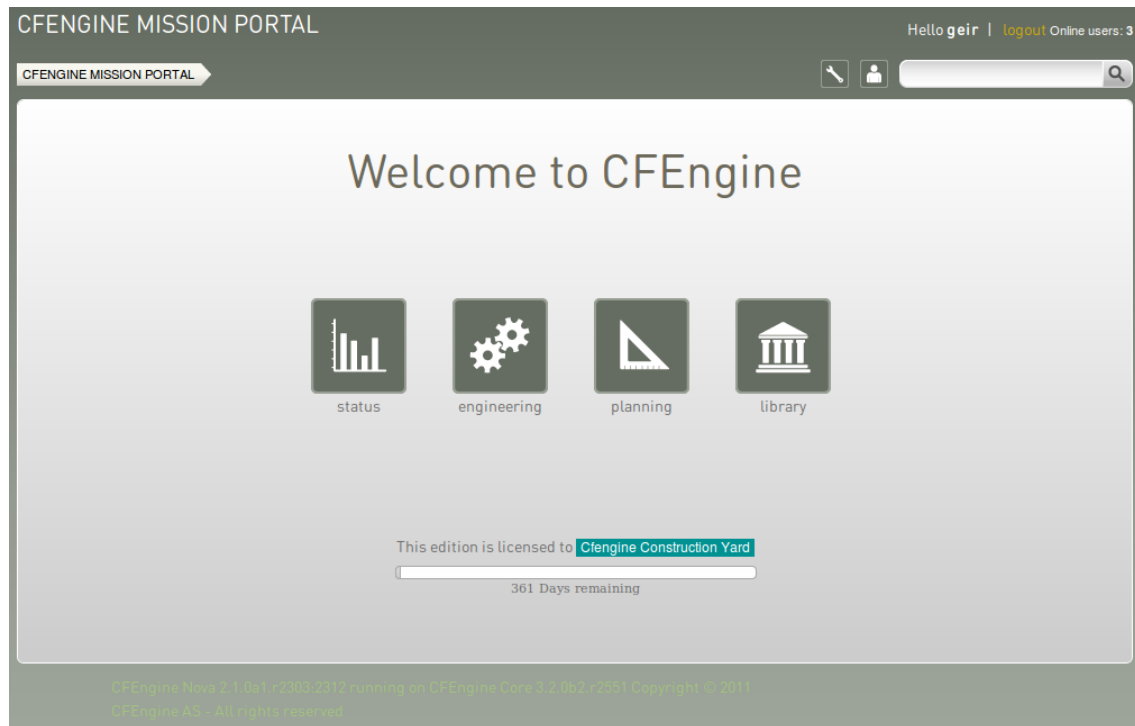 CFENGINE MISSION PORTAL
Hello geir | logout Online users: 3
CFENGINE MISSION PORTAL
Welcome to CFEngine
status engineering planning library
This edition is licensed to Cfengine Construction Yard
361 Days remaining
CFEngine Nova 2.1.0a1.r2303:2312 running on CFEngine Core 3.2.0b2.r2551 Copyright © 2011
CFEngine AS - All rights reserved